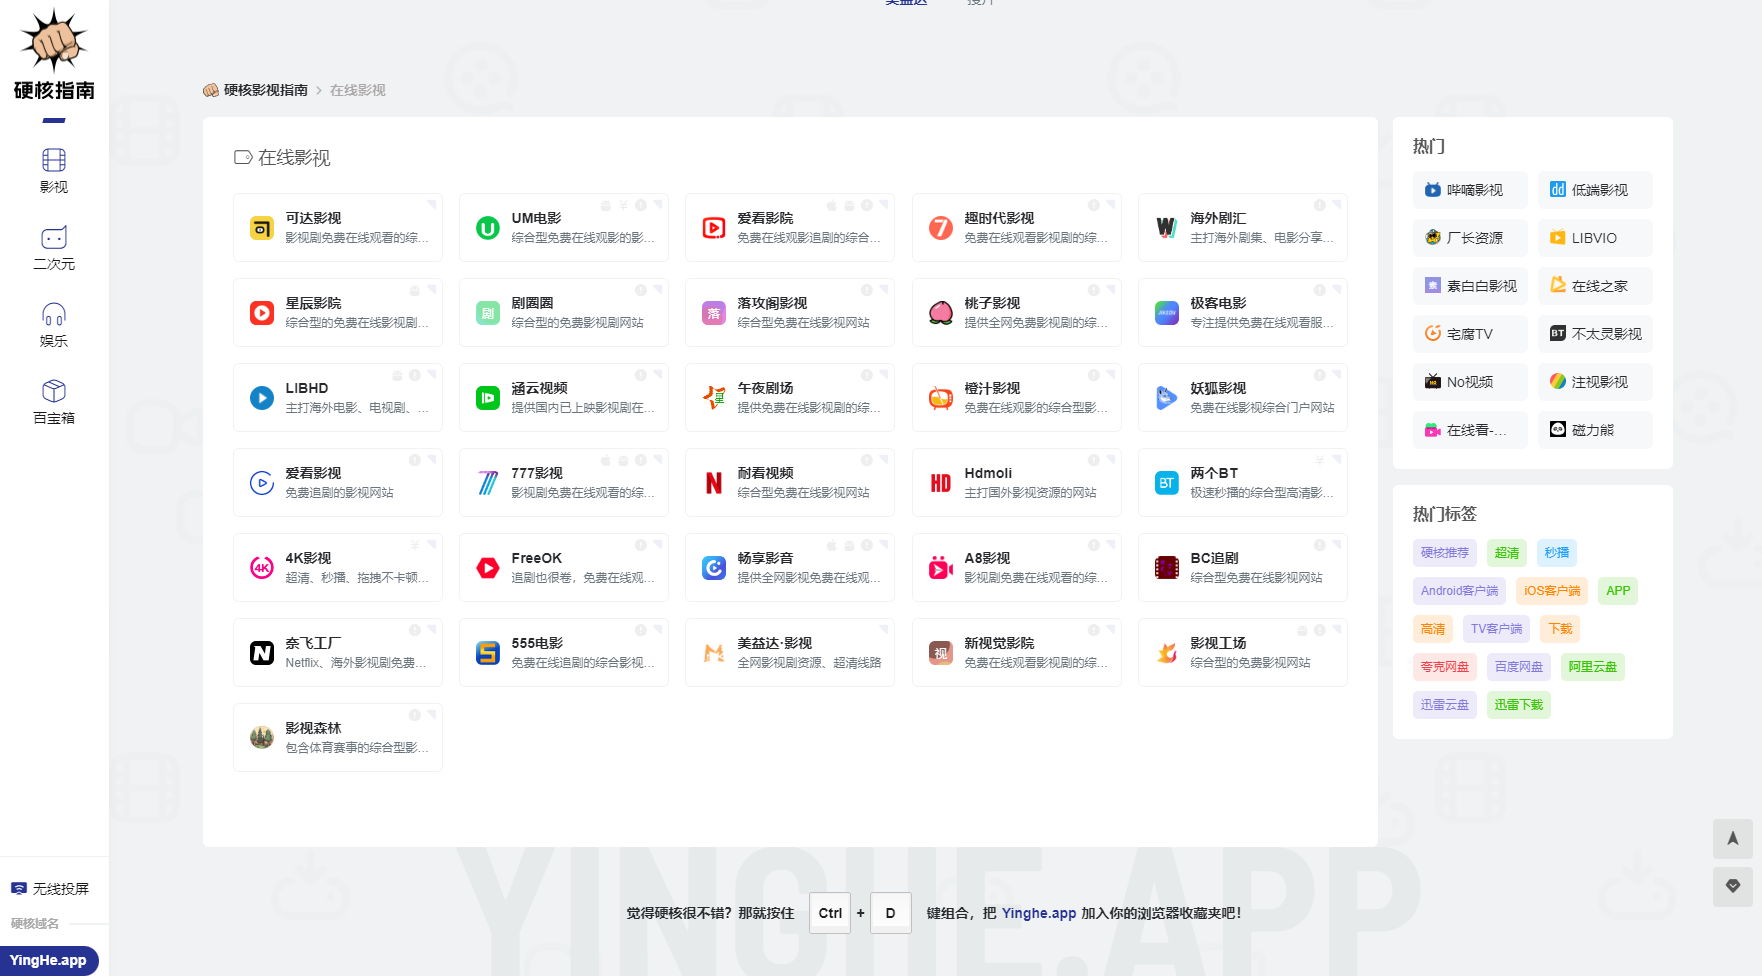 美益达 搜片
硬核指南
影视
二次元
娱乐
百宝箱
无线投屏
硬核域名
YingHe.app
硬核影视指南 > 在线影视
在线影视
可达影视
影视剧免费在线观看的综...
UM电影
综合型免费在线观影的影...
爱看影院
免费在线观影追剧的综合...
趣时代影视
免费在线观看影视剧的综...
海外剧汇
主打海外剧集、电影分享...
星辰影院
综合型的免费在线影视剧...
剧圈圈
综合型的免费影视剧网站
落攻阁影视
综合型免费在线影视网站
桃子影视
提供全网免费影视剧的综...
极客电影
专注提供免费在线观看服...
LIBHD
主打海外电影、电视剧、...
涵云视频
提供国内已上映影视剧在...
午夜剧场
提供免费在线影视剧的综...
橙汁影视
免费在线观影的综合型影...
妖狐影视
免费在线影视综合门户网站
爱看影视
免费追剧的影视网站
777影视
影视剧免费在线观看的综...
耐看视频
综合型免费在线影视网站
Hdmoli
主打国外影视资源的网站
两个BT
极速秒播的综合型高清影...
4K影视
超清、秒播、拖拽不卡顿...
FreeOK
追剧也很卷，免费在线观...
畅享影音
提供全网影视免费在线观...
A8影视
影视剧免费在线观看的综...
BC追剧
综合型免费在线影视网站
奈飞工厂
Netflix、海外影视剧免费...
555电影
免费在线追剧的综合影视...
美益达·影视
全网影视剧资源、超清线路
新视觉影院
免费在线观看影视剧的综...
影视工场
综合型的免费影视网站
影视森林
包含体育赛事的综合型影...
热门
哔嘀影视 低端影视
厂长资源 LIBVIO
素白白影视 在线之家
宅腐TV 不太灵影视
No视频 注视影视
在线看-... 磁力熊
热门标签
硬核推荐 超清 秒播
Android客户端 iOS客户端 APP
高清 TV客户端 下载
夸克网盘 百度网盘 阿里云盘
迅雷云盘 迅雷下载
YINGHE.APP
觉得硬核很不错？那就按住 Ctrl + D 键组合，把 Yinghe.app 加入你的浏览器收藏夹吧！